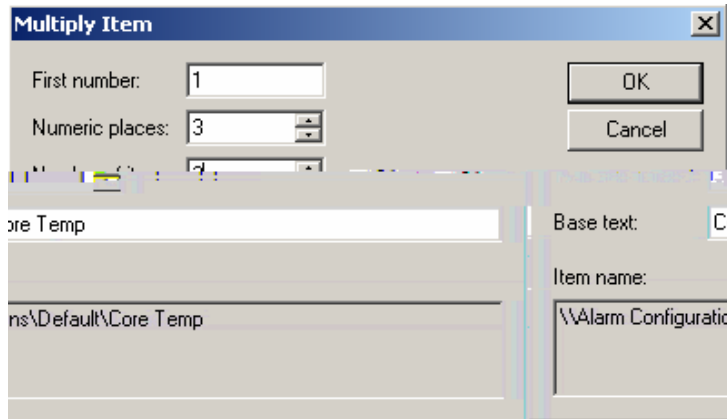 Multiply Item
First number: 1
OK
Numeric places: 3
Cancel
ore Temp
Base text: C
Item name:
ns\Default\Core Temp
\\Alarm Configuratio